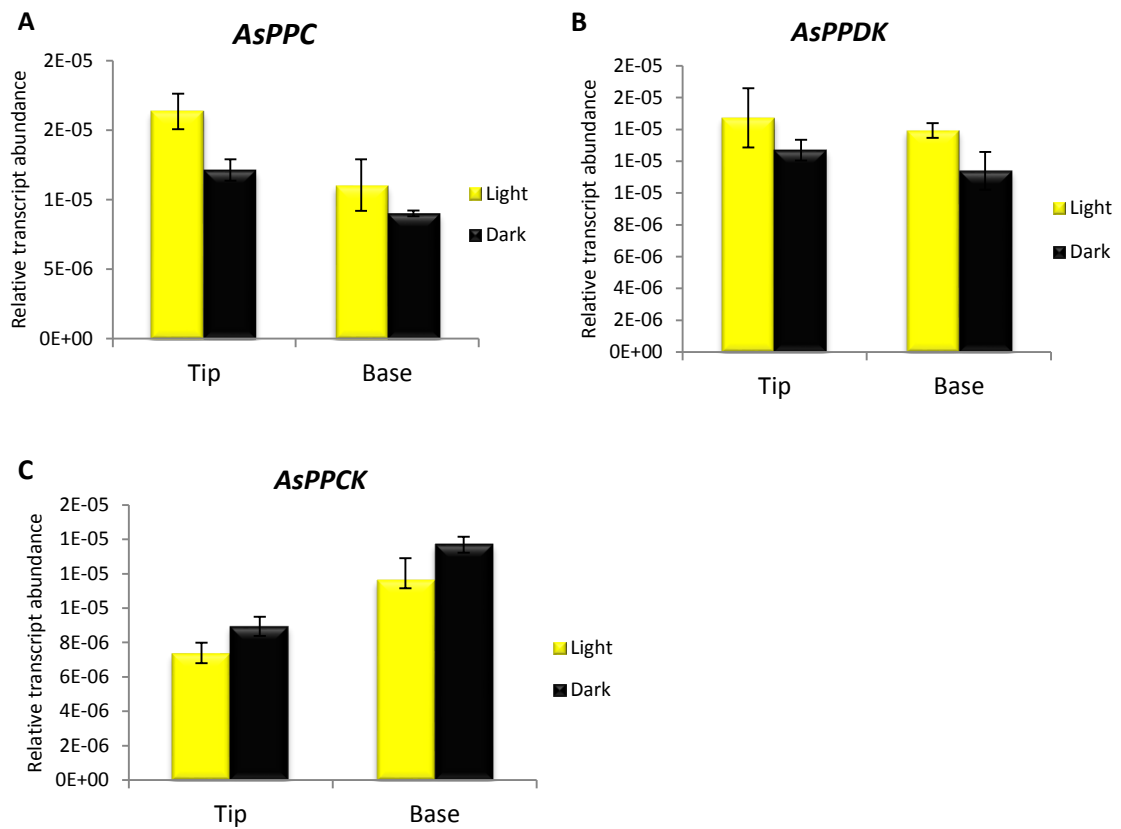 A
AsPPC
Relative transcript abundance
2E-05
2E-05
1E-05
5E-06
0E+00
Tip
Base
Light
Dark
B
AsPPDK
Relative transcript abundance
2E-05
2E-05
1E-05
1E-05
1E-05
8E-06
6E-06
4E-06
2E-06
0E+00
Tip
Base
Light
Dark
C
AsPPCK
Relative transcript abundance
2E-05
1E-05
1E-05
1E-05
8E-06
6E-06
4E-06
2E-06
0E+00
Tip
Base
Light
Dark